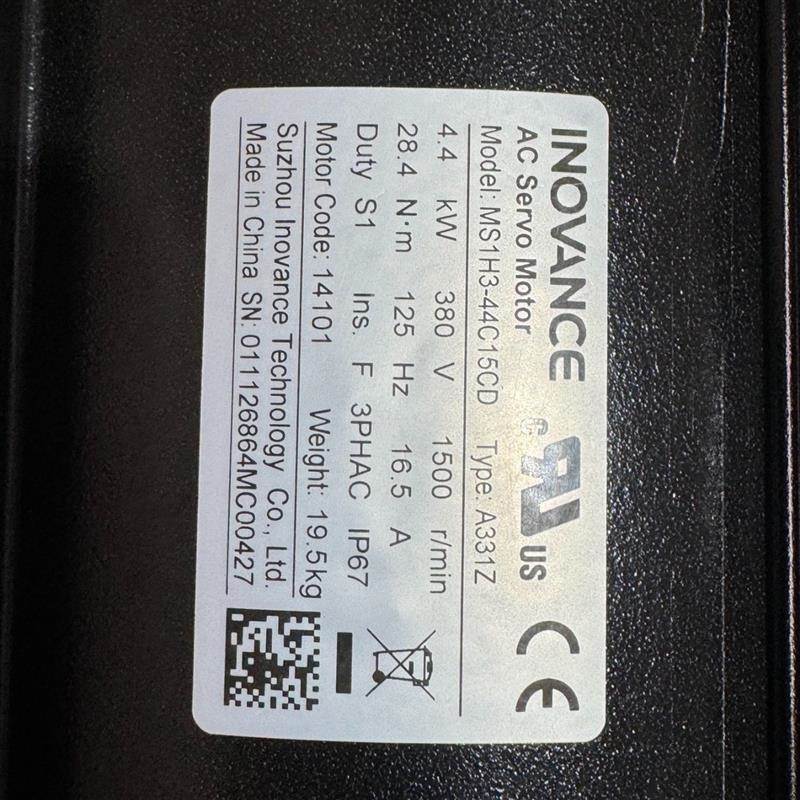 INOVANCE
AC Servo Motor c RU US CE
Model: MS1H3-44C15CD Type: A331Z
4.4 kW 380 V 1500 r/min
28.4 N·m 125 Hz 16.5 A
Duty S1 Ins. F 3PHAC IP67
Motor Code: 14101 Weight: 19.5kg
Suzhou Inovance Technology Co., Ltd.
Made in China SN: 011126864MC00427